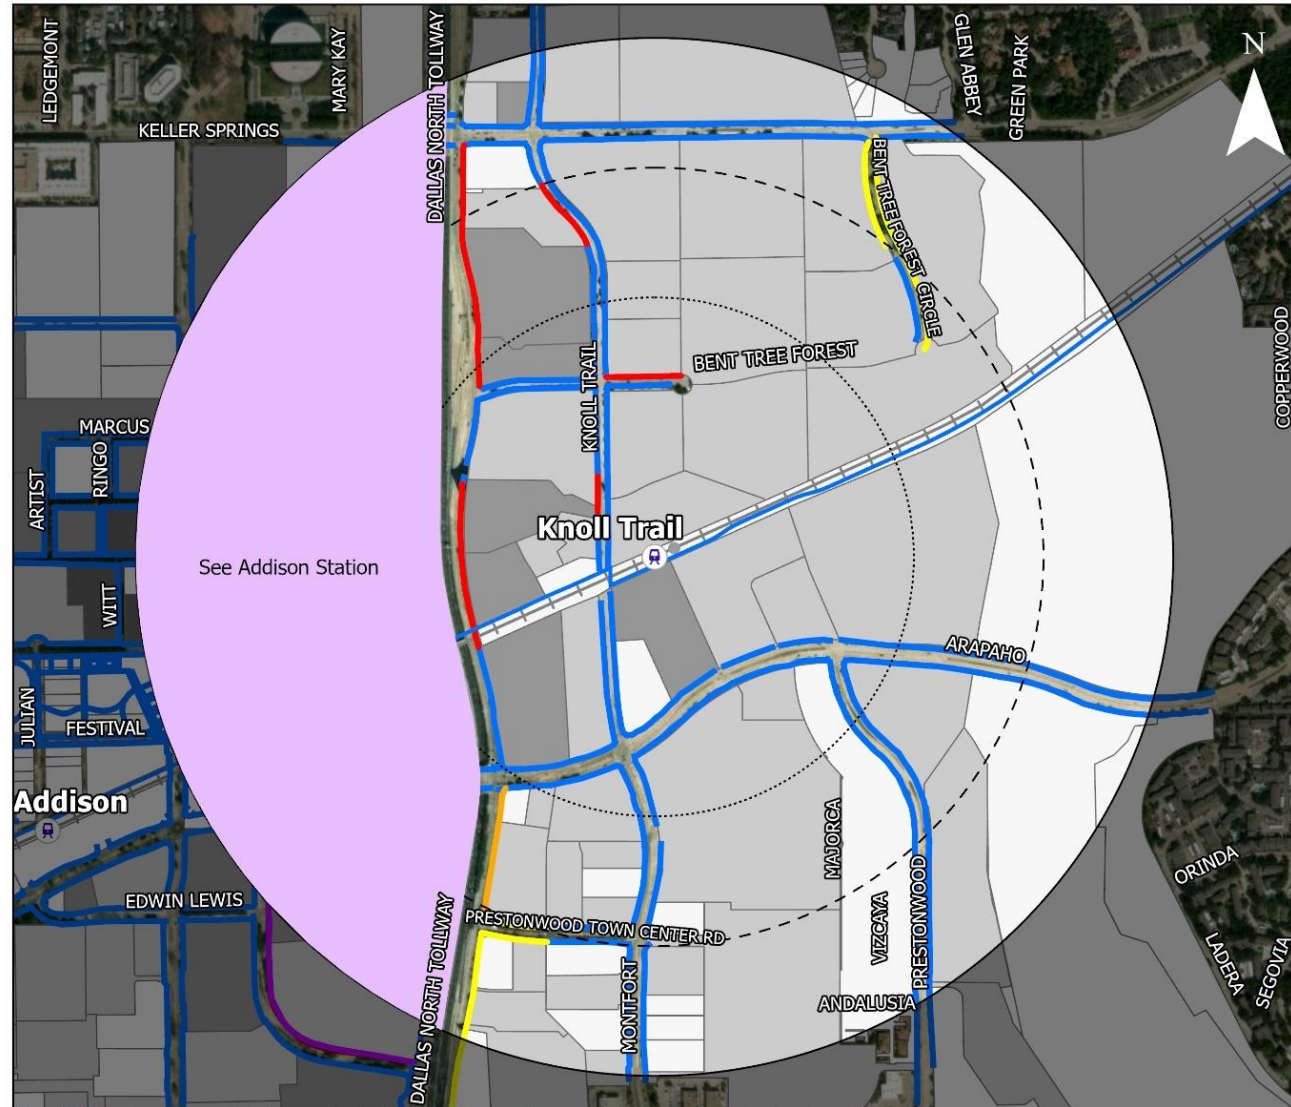 LEDGEMONT
MARY KAY
DALLAS NORTH TOLLWAY
GLEN ABBEY
GREEN PARK
N
KELLER SPRINGS
BENT TREE FOREST CIRCLE
COPPERWOOD
KNOLL TRAIL
BENT TREE FOREST
MARCUS
RINGO
ARTIST
Knoll Trail
See Addison Station
WITT
ARAPAHO
JULIAN
FESTIVAL
Addison
MAJORCA
ORINDA
EDWIN LEWIS
PRESTONWOOD TOWN CENTER RD
VIZCAYA
PRESTONWOOD
LADERA
SEGOVIA
DALLAS NORTH TOLLWAY
MONTFORT
ANDALUSIA